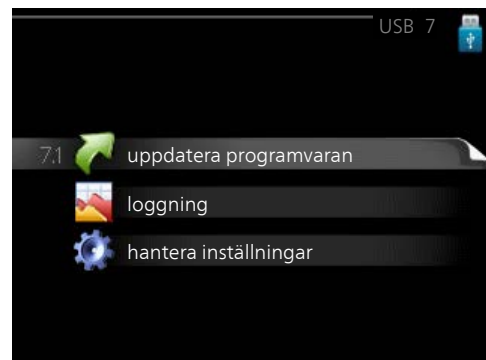 USB 7
7.1 uppdatera programvaran
loggning
hantera inställningar